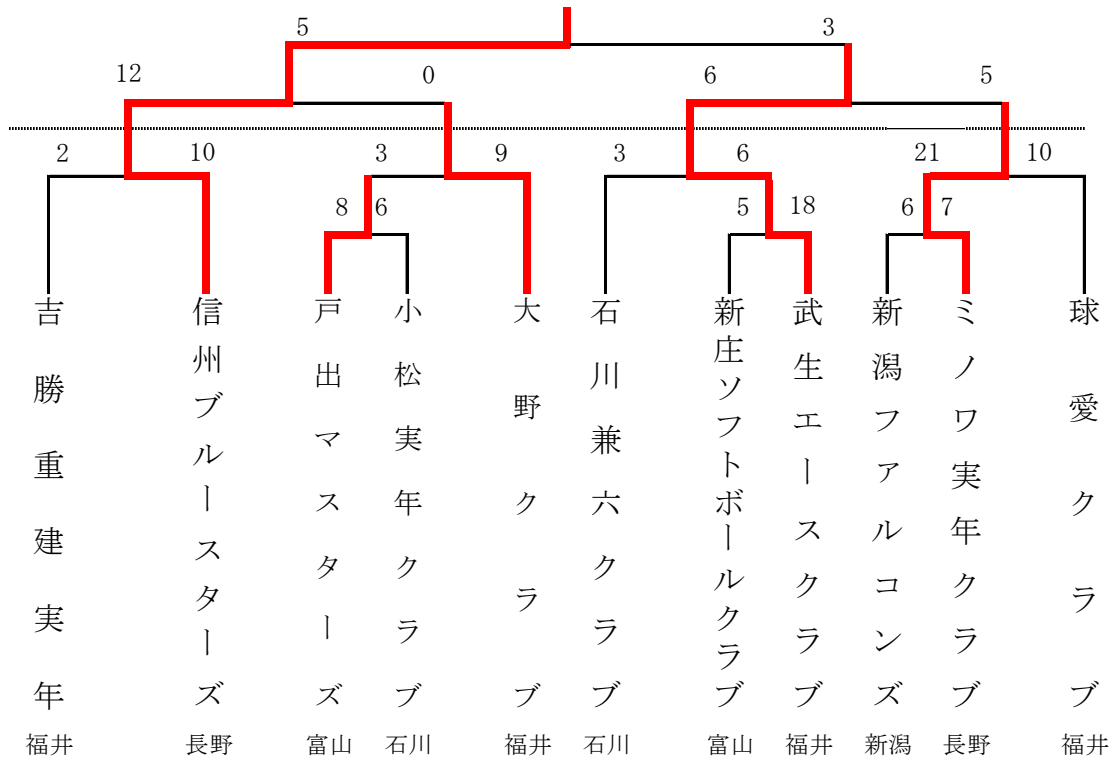 5 3
12 0 6 5
2 10 3 9 3 6 21 10
8 6 5 18 6 7
吉勝重建実年
信州ブルースターズ
戸出マスターズ
小松実年クラブ
大野クラブ
石川兼六クラブ
新庄ソフトボールクラブ
武生エースクラブ
新潟ファルコンズ
ミノワ実年クラブ
球愛クラブ
福井 長野 富山 石川 福井 石川 富山 福井 新潟 長野 福井